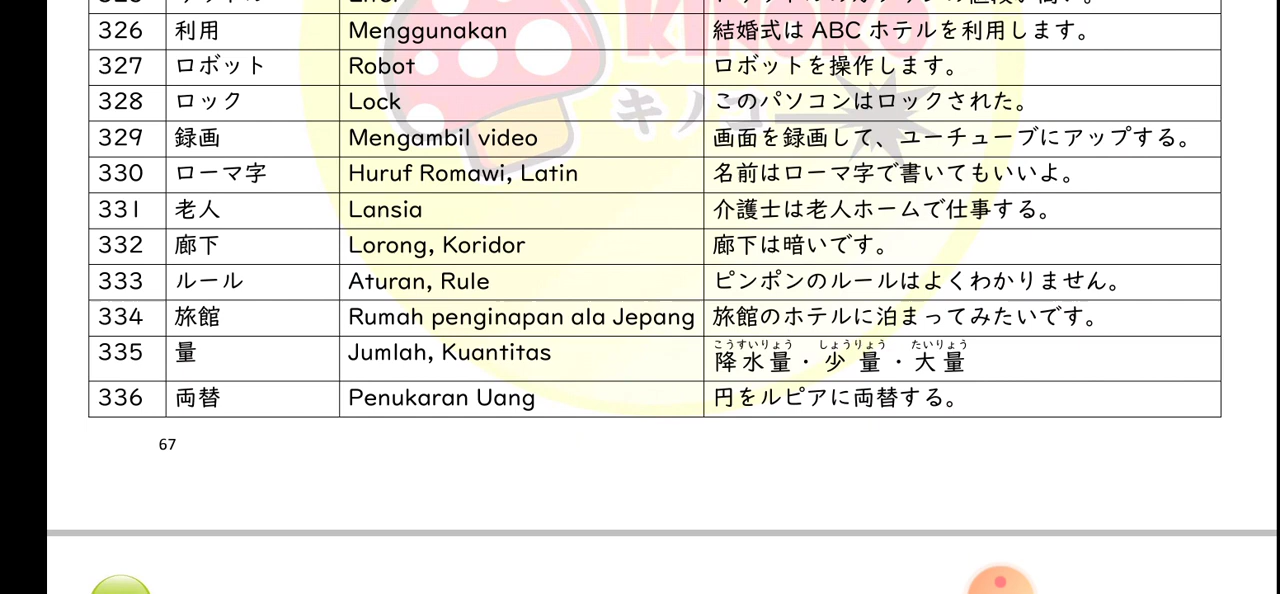 326 利用 Menggunakan 結婚式は ABC ホテルを利用します。
327 ロボット Robot ロボットを操作します。
328 ロック Lock このパソコンはロックされた。
329 録画 Mengambil video 画面を録画して、ユーチューブにアップする。
330 ローマ字 Huruf Romawi, Latin 名前はローマ字で書いてもいいよ。
331 老人 Lansia 介護士は老人ホームで仕事する。
332 廊下 Lorong, Koridor 廊下は暗いです。
333 ルール Aturan, Rule ピンポンのルールはよくわかりません。
334 旅館 Rumah penginapan ala Jepang 旅館のホテルに泊まってみたいです。
こうすいりょう しょうりょう たいりょう
335 量 Jumlah, Kuantitas 降水量・少量・大量
336 両替 Penukaran Uang 円をルピアに両替する。
キノコ
67